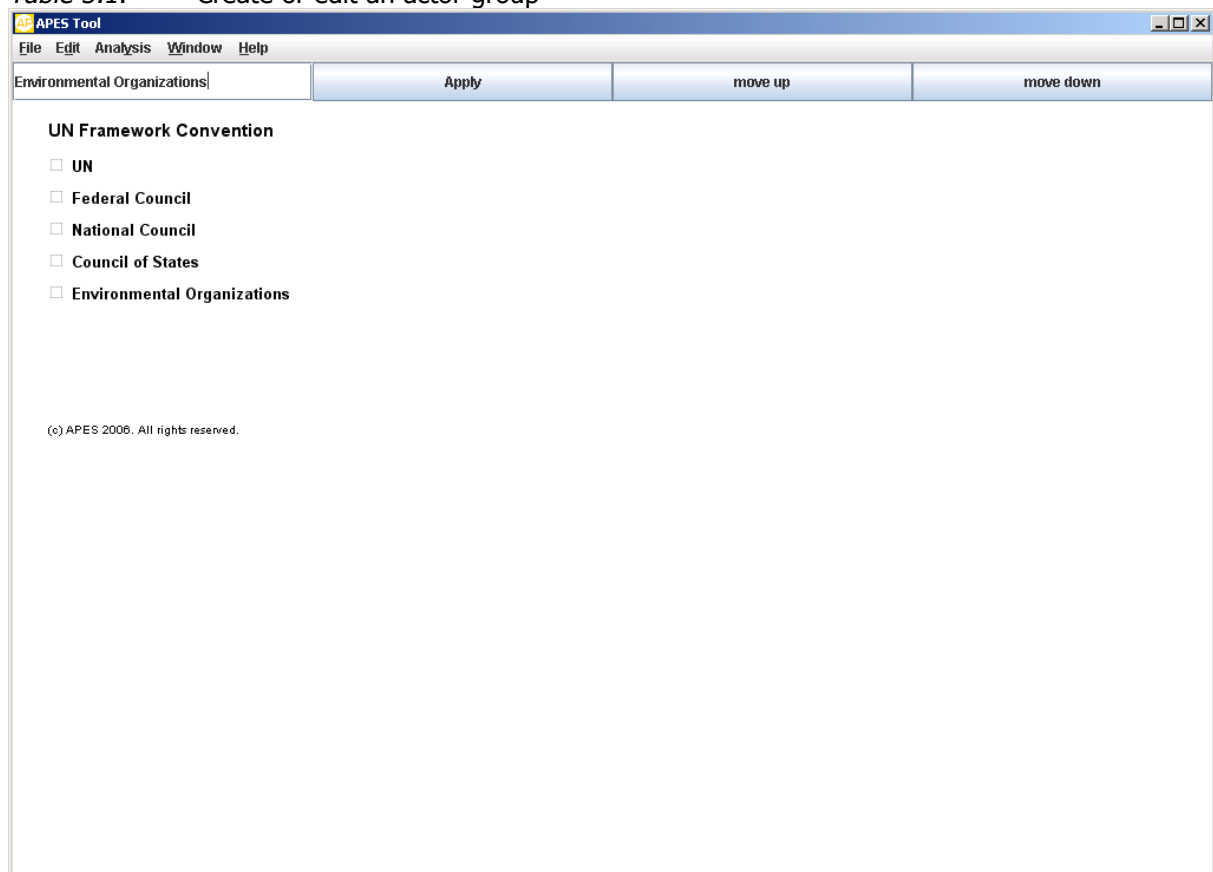 Create or edit an actor group
AP APES Tool
File Edit Analysis Window Help
Environmental Organizations Apply move up move down
UN Framework Convention
UN
Federal Council
National Council
Council of States
Environmental Organizations
(c) APES 2006. All rights reserved.